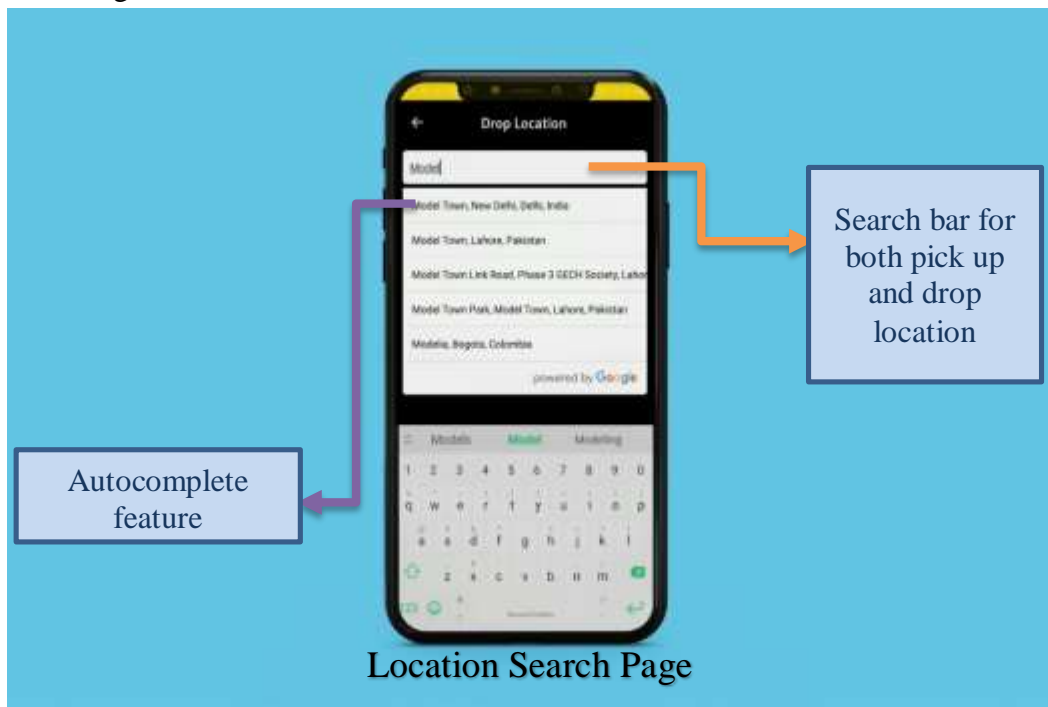 Drop Location
Model
Model Town, New Delhi, Delhi, India
Model Town, Lahore, Pakistan
Model Town Link Road, Phase 3 GECH Society, Lahor
Model Town Park, Model Town, Lahore, Pakistan
Modelia, Bogota, Colombia
powered by Google
Search bar for
both pick up
and drop
location
Autocomplete
feature
Models Model Modelling
1 2 3 4 5 6 7 8 9 0
q w e r t y u i o p
a s d f g h j k l
z x c v b n m
Location Search Page